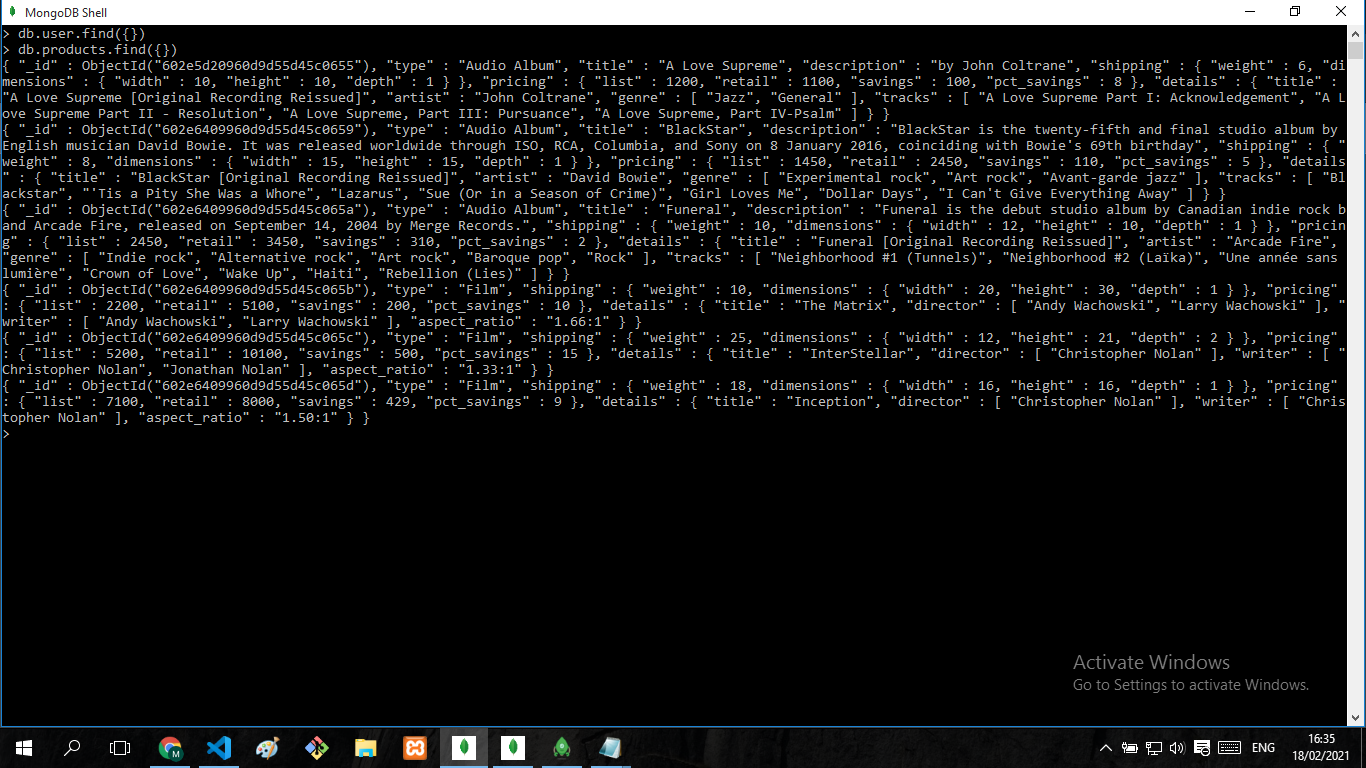 MongoDB Shell
> db.user.find({})
> db.products.find({})
{ "_id" : ObjectId("602e5d20960d9d55d45c0655"), "type" : "Audio Album", "title" : "A Love Supreme", "description" : "by John Coltrane", "shipping" : { "weight" : 6, "di
mensions" : { "width" : 10, "height" : 10, "depth" : 1 } }, "pricing" : { "list" : 1200, "retail" : 1100, "savings" : 100, "pct_savings" : 8 }, "details" : { "title" :
"A Love Supreme [Original Recording Reissued]", "artist" : "John Coltrane", "genre" : [ "Jazz", "General" ], "tracks" : [ "A Love Supreme Part I: Acknowledgement", "A L
ove Supreme Part II - Resolution", "A Love Supreme, Part III: Pursuance", "A Love Supreme, Part IV-Psalm" ] } }
{ "_id" : ObjectId("602e6409960d9d55d45c0659"), "type" : "Audio Album", "title" : "BlackStar", "description" : "BlackStar is the twenty-fifth and final studio album by
English musician David Bowie. It was released worldwide through ISO, RCA, Columbia, and Sony on 8 January 2016, coinciding with Bowie's 69th birthday", "shipping" : { "
weight" : 8, "dimensions" : { "width" : 15, "height" : 15, "depth" : 1 } }, "pricing" : { "list" : 1450, "retail" : 2450, "savings" : 110, "pct_savings" : 5 }, "details
" : { "title" : "BlackStar [Original Recording Reissued]", "artist" : "David Bowie", "genre" : [ "Experimental rock", "Art rock", "Avant-garde jazz" ], "tracks" : [ "Bl
ackstar", "'Tis a Pity She Was a Whore", "Lazarus", "Sue (Or in a Season of Crime)", "Girl Loves Me", "Dollar Days", "I Can't Give Everything Away" ] } }
{ "_id" : ObjectId("602e6409960d9d55d45c065a"), "type" : "Audio Album", "title" : "Funeral", "description" : "Funeral is the debut studio album by Canadian indie rock b
and Arcade Fire, released on September 14, 2004 by Merge Records.", "shipping" : { "weight" : 10, "dimensions" : { "width" : 12, "height" : 10, "depth" : 1 } }, "pricin
g" : { "list" : 2450, "retail" : 3450, "savings" : 310, "pct_savings" : 2 }, "details" : { "title" : "Funeral [Original Recording Reissued]", "artist" : "Arcade Fire",
"genre" : [ "Indie rock", "Alternative rock", "Art rock", "Baroque pop", "Rock" ], "tracks" : [ "Neighborhood #1 (Tunnels)", "Neighborhood #2 (Laïka)", "Une année sans
lumière", "Crown of Love", "Wake Up", "Haiti", "Rebellion (Lies)" ] } }
{ "_id" : ObjectId("602e6409960d9d55d45c065b"), "type" : "Film", "shipping" : { "weight" : 10, "dimensions" : { "width" : 20, "height" : 30, "depth" : 1 } }, "pricing"
: { "list" : 2200, "retail" : 5100, "savings" : 200, "pct_savings" : 10 }, "details" : { "title" : "The Matrix", "director" : [ "Andy Wachowski", "Larry Wachowski" ], "
writer" : [ "Andy Wachowski", "Larry Wachowski" ], "aspect_ratio" : "1.66:1" } }
{ "_id" : ObjectId("602e6409960d9d55d45c065c"), "type" : "Film", "shipping" : { "weight" : 25, "dimensions" : { "width" : 12, "height" : 21, "depth" : 2 } }, "pricing"
: { "list" : 5200, "retail" : 10100, "savings" : 500, "pct_savings" : 15 }, "details" : { "title" : "InterStellar", "director" : [ "Christopher Nolan" ], "writer" : [ "
Christopher Nolan", "Jonathan Nolan" ], "aspect_ratio" : "1.33:1" } }
{ "_id" : ObjectId("602e6409960d9d55d45c065d"), "type" : "Film", "shipping" : { "weight" : 18, "dimensions" : { "width" : 16, "height" : 16, "depth" : 1 } }, "pricing"
: { "list" : 7100, "retail" : 8000, "savings" : 429, "pct_savings" : 9 }, "details" : { "title" : "Inception", "director" : [ "Christopher Nolan" ], "writer" : [ "Chris
topher Nolan" ], "aspect_ratio" : "1.50:1" } }
>
Activate Windows
Go to Settings to activate Windows.
M
ENG
16:35
18/02/2021